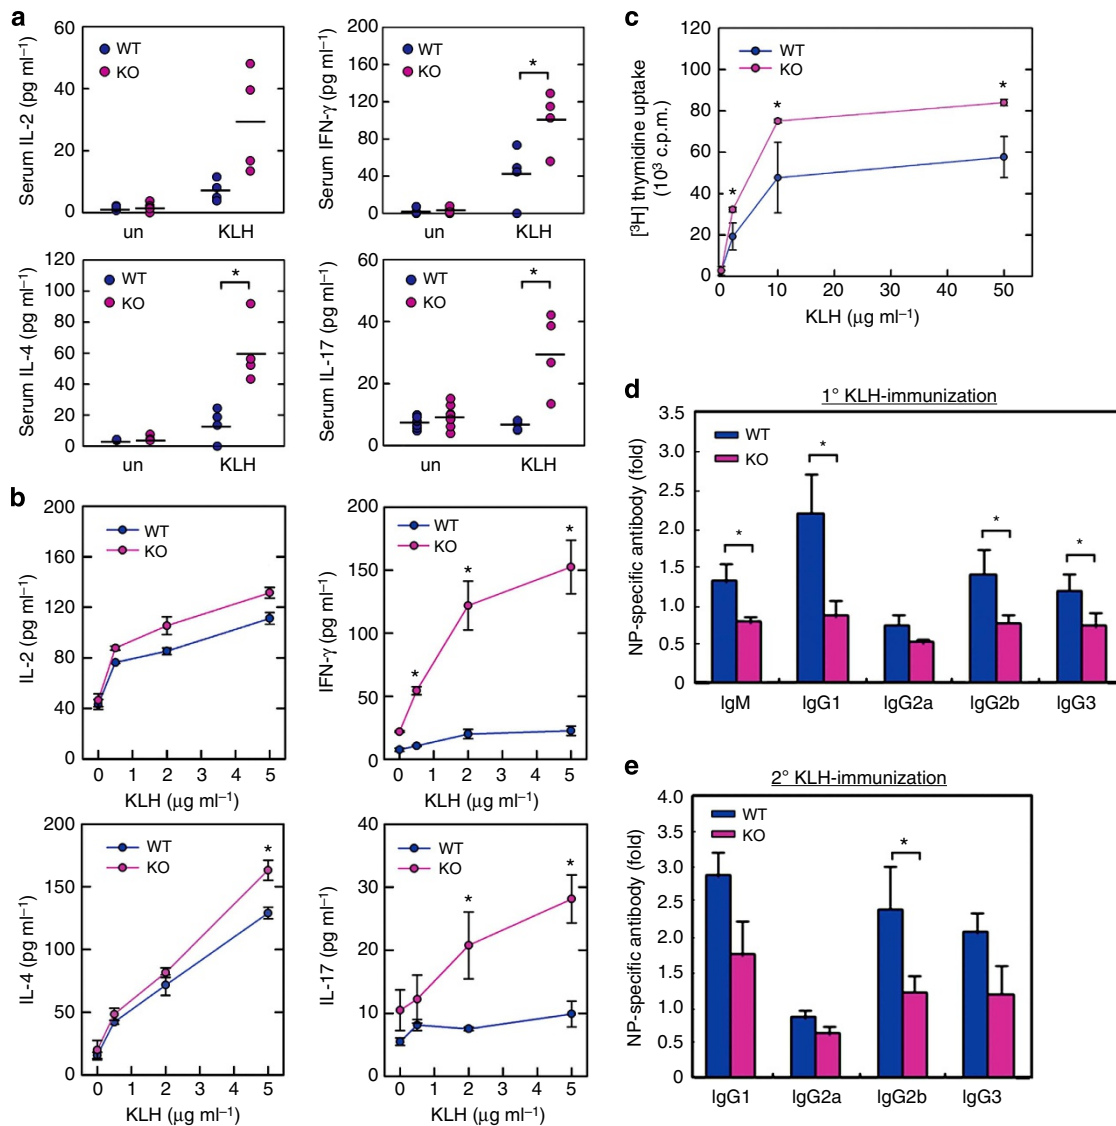 a
Serum IL-2 (pg ml⁻¹)
60
40
20
0
WT
KO
un
KLH
Serum IFN-γ (pg ml⁻¹)
200
160
120
80
40
0
WT
KO
*
un
KLH
Serum IL-4 (pg ml⁻¹)
120
100
80
60
40
20
0
WT
KO
*
un
KLH
Serum IL-17 (pg ml⁻¹)
60
40
20
0
WT
KO
*
un
KLH
b
IL-2 (pg ml⁻¹)
200
160
120
80
40
0
WT
KO
0 1 2 3 4 5
KLH (μg ml⁻¹)
IFN-γ (pg ml⁻¹)
200
150
100
50
0
WT
KO
* * *
0 1 2 3 4 5
KLH (μg ml⁻¹)
IL-4 (pg ml⁻¹)
200
150
100
50
0
WT
KO
*
0 1 2 3 4 5
KLH (μg ml⁻¹)
IL-17 (pg ml⁻¹)
40
30
20
10
0
WT
KO
* *
0 1 2 3 4 5
KLH (μg ml⁻¹)
c
[³H] thymidine uptake
(10³ c.p.m.)
120
100
80
60
40
20
0
WT
KO
* * *
0 10 20 30 40 50
KLH (μg ml⁻¹)
d
1° KLH-immunization
NP-specific antibody (fold)
3.5
3.0
2.5
2.0
1.5
1.0
0.5
0
WT
KO
* * * *
IgM IgG1 IgG2a IgG2b IgG3
e
2° KLH-immunization
NP-specific antibody (fold)
4.0
3.5
3.0
2.5
2.0
1.5
1.0
0.5
0
WT
KO
*
IgG1 IgG2a IgG2b IgG3